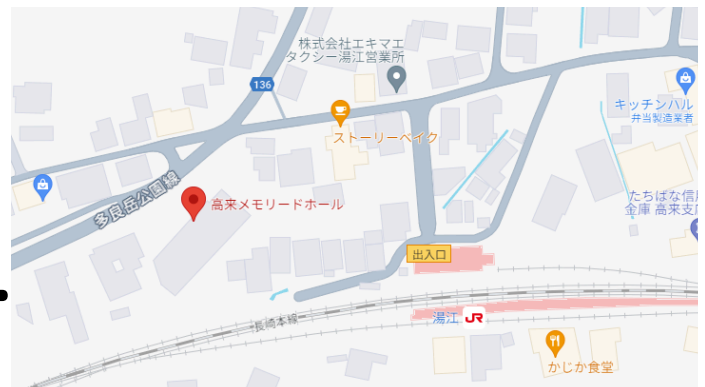 株式会社エキマエ
タクシー湯江営業所
136
キッチンハル
弁当製造業者
ストーリーベイク
多良岳公園線
高来メモリードホール
たちばな信用
金庫 高来支店
出入口
長崎本線
湯江 JR
かじか食堂